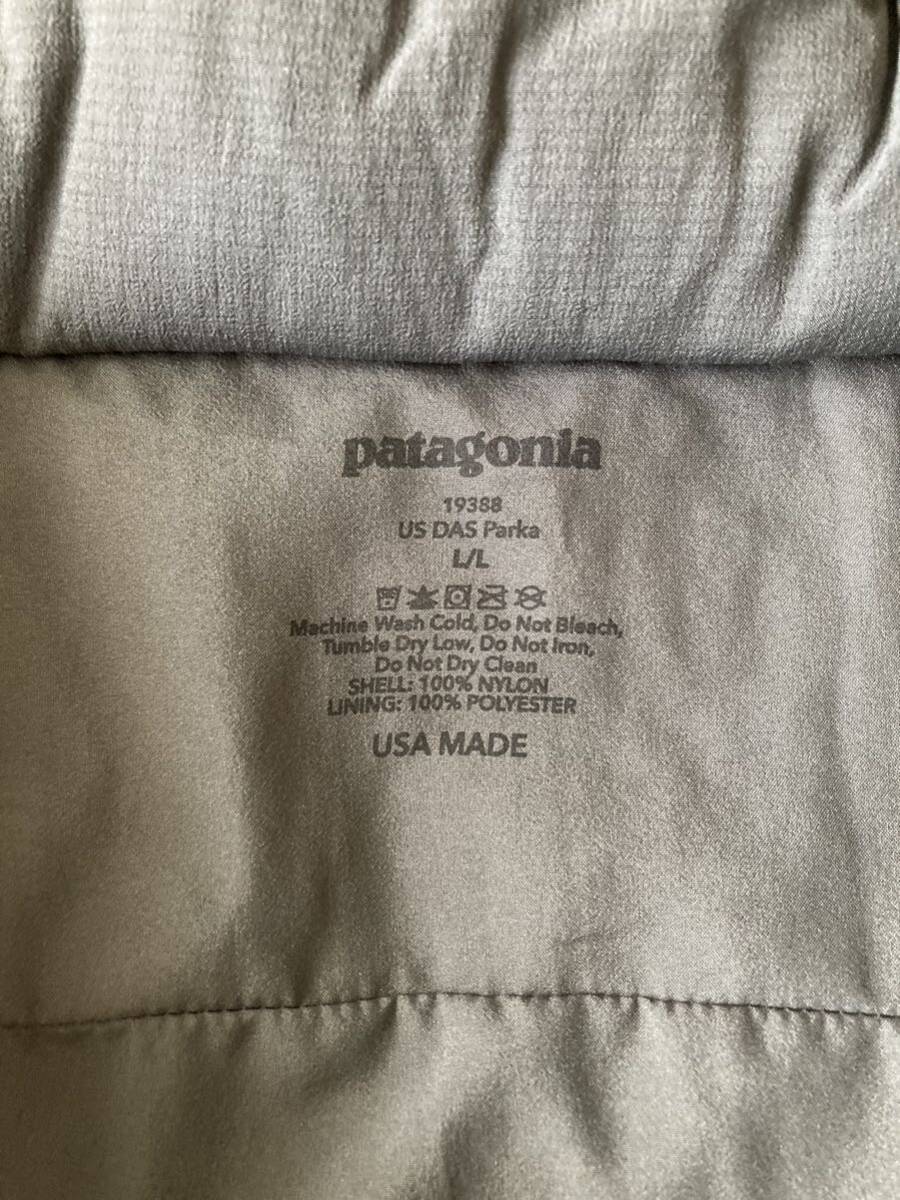 patagonia
19388
US DAS Parka
L/L
Machine Wash Cold, Do Not Bleach,
Tumble Dry Low, Do Not Iron,
Do Not Dry Clean
SHELL: 100% NYLON
LINING: 100% POLYESTER
USA MADE